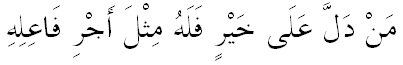 مَنْ دَلَّ عَلَى خَيْرٍ فَلَهُ مِثْلَ أَجْرِ فَاعِلِهِ